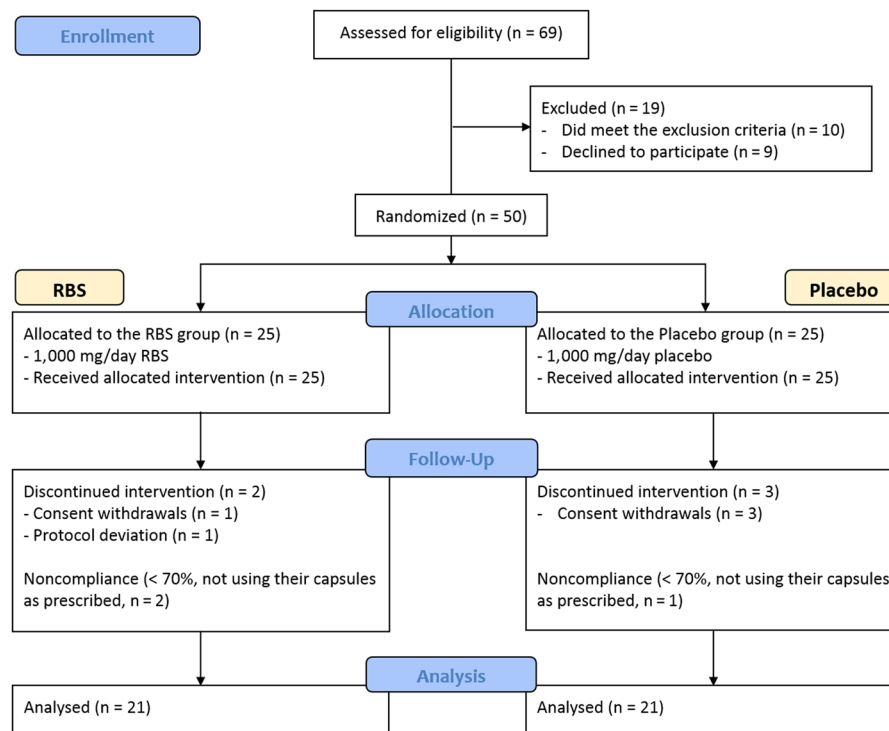 Enrollment
Assessed for eligibility (n = 69)
Excluded (n = 19)
- Did meet the exclusion criteria (n = 10)
- Declined to participate (n = 9)
Randomized (n = 50)
RBS
Placebo
Allocation
Allocated to the RBS group (n = 25)
- 1,000 mg/day RBS
- Received allocated intervention (n = 25)
Allocated to the Placebo group (n = 25)
- 1,000 mg/day placebo
- Received allocated intervention (n = 25)
Follow-Up
Discontinued intervention (n = 2)
- Consent withdrawals (n = 1)
- Protocol deviation (n = 1)
Noncompliance (< 70%, not using their capsules
as prescribed, n = 2)
Discontinued intervention (n = 3)
- Consent withdrawals (n = 3)
Noncompliance (< 70%, not using their capsules
as prescribed, n = 1)
Analysis
Analysed (n = 21)
Analysed (n = 21)